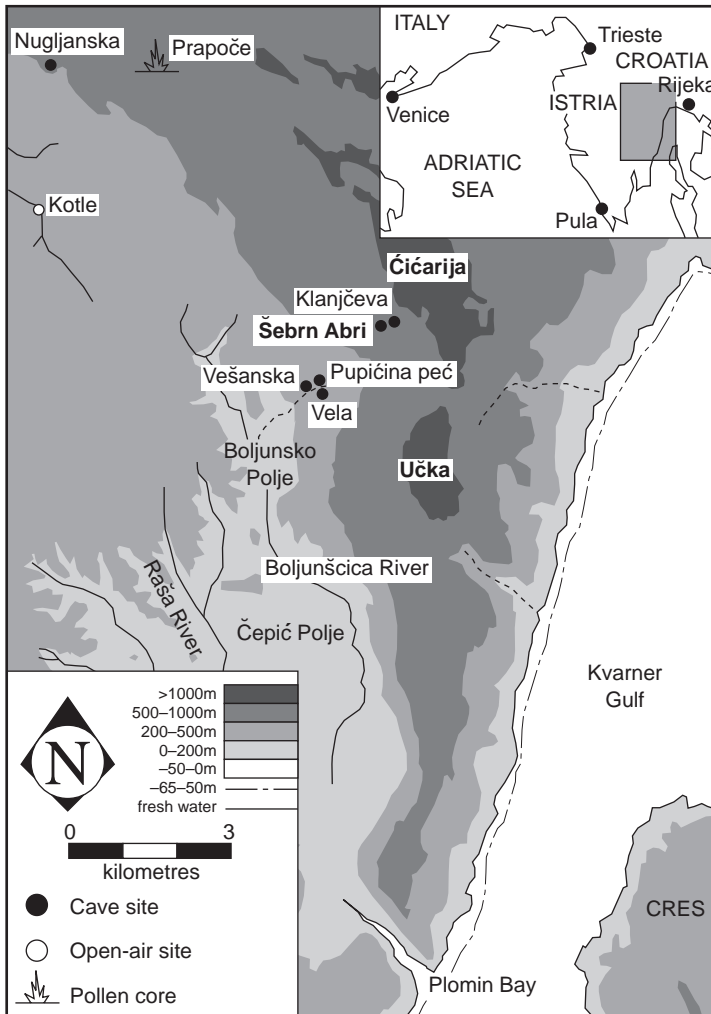 Nugljanska
Prapoče
Kotle
ITALY
Trieste
CROATIA
Rijeka
ISTRIA
Venice
ADRIATIC
SEA
Pula
Ćićarija
Klanjčeva
Šebrn Abri
Vešanska
Pupićina peć
Vela
Boljunsko
Polje
Učka
Boljunšcica River
Raša River
Čepić Polje
Kvarner
Gulf
CRES
Plomin Bay
>1000m
500–1000m
200–500m
0–200m
–50–0m
–65–50m
fresh water
N
0 3
kilometres
Cave site
Open-air site
Pollen core